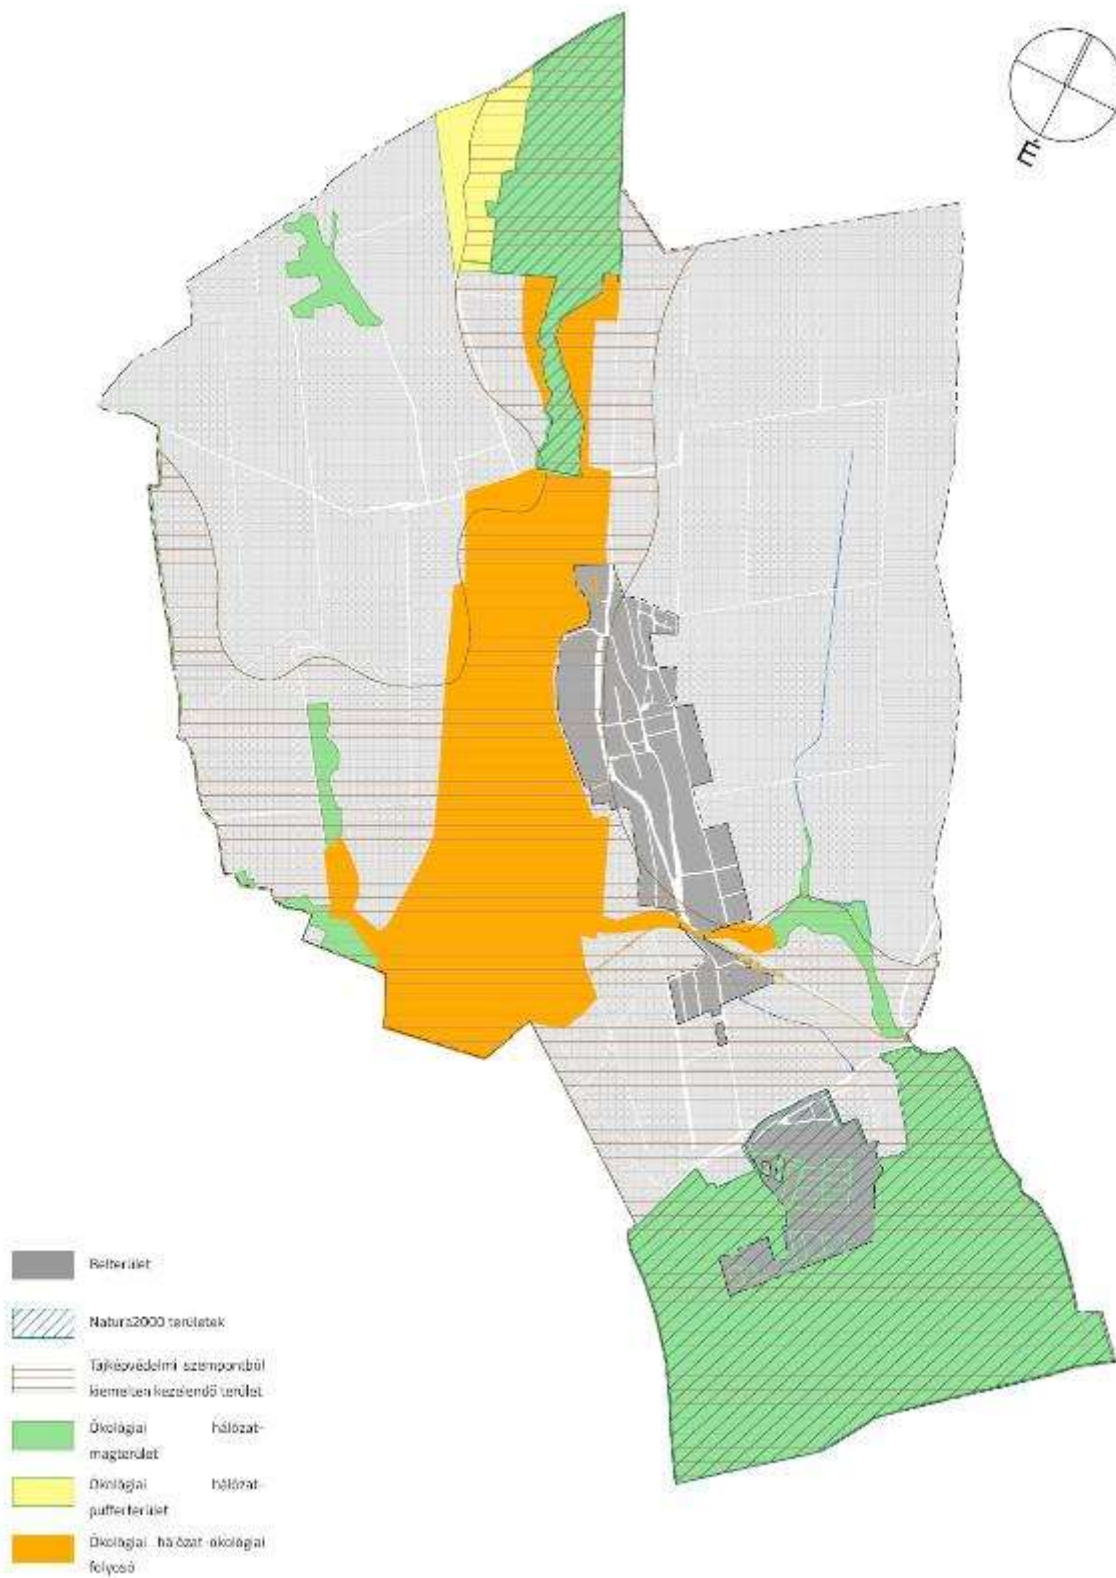 É
Belterület
Natura2000 területek
Tájképvédelmi szempontból
kiemelten kezelendő terület
Ökológiai hálózat-
magterület
Ökológiai hálózat-
pufferterület
Ökológiai hálózat-ökológiai
folyosó